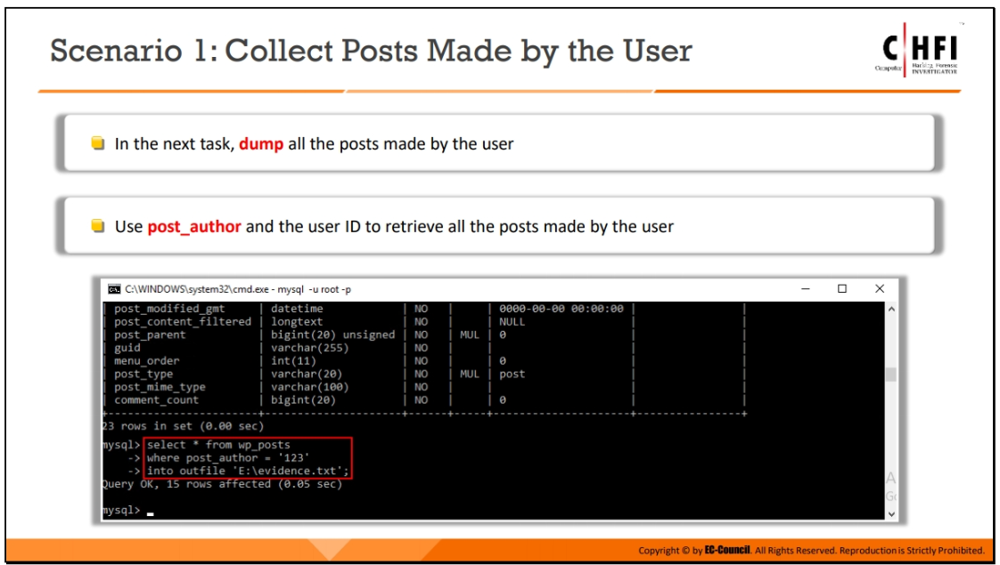 Scenario 1: Collect Posts Made by the User
CHFI
Computer Hacking Forensic
INVESTIGATOR
In the next task, dump all the posts made by the user
Use post_author and the user ID to retrieve all the posts made by the user
C:\WINDOWS\system32\cmd.exe - mysql -u root -p
| post_modified_gmt | datetime | NO | | 0000-00-00 00:00:00 | |
| post_content_filtered | longtext | NO | | NULL | |
| post_parent | bigint(20) unsigned | NO | MUL | 0 | |
| guid | varchar(255) | NO | | | |
| menu_order | int(11) | NO | | 0 | |
| post_type | varchar(20) | NO | MUL | post | |
| post_mime_type | varchar(100) | NO | | | |
| comment_count | bigint(20) | NO | | 0 | |
+-----------------------+---------------------+------+-----+---------------------+----------------+
23 rows in set (0.00 sec)
mysql> select * from wp_posts
-> where post_author = '123'
-> into outfile 'E:\evidence.txt';
Query OK, 15 rows affected (0.05 sec)
mysql>
A
Copyright © by EC-Council. All Rights Reserved. Reproduction is Strictly Prohibited.